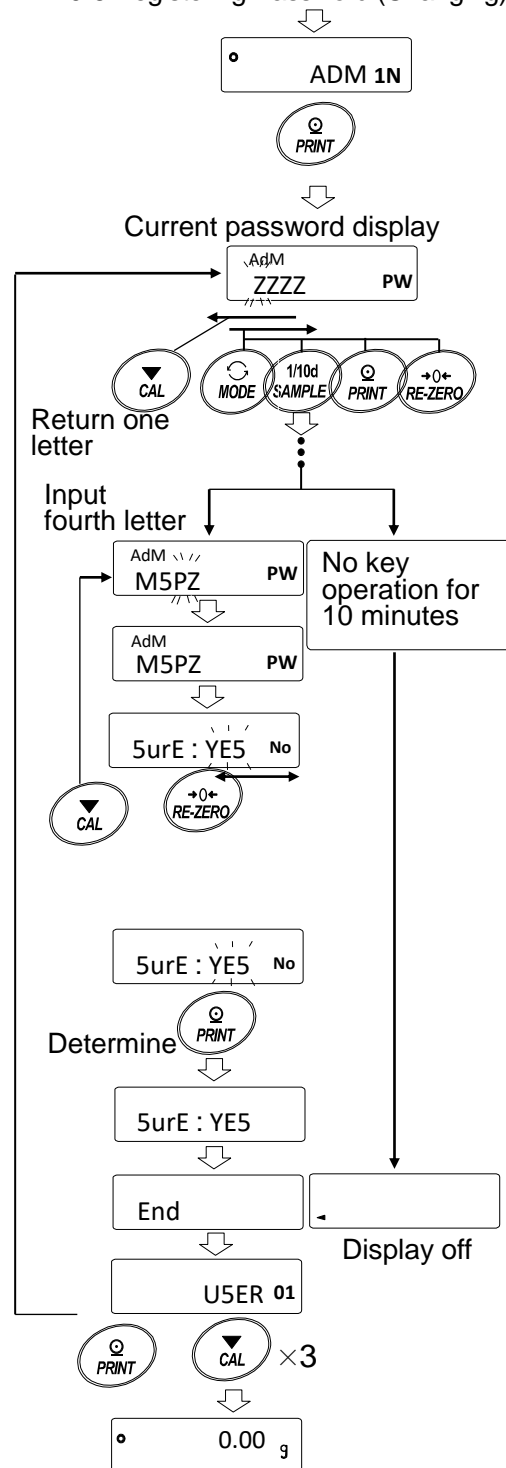 ADM 1N
PRINT
Current password display
AdM
ZZZZ PW
CAL
MODE
1/10d
SAMPLE
PRINT
→0←
RE-ZERO
Return one
letter
Input
fourth letter
AdM
M5PZ PW
No key
operation for
10 minutes
AdM
M5PZ PW
5urE : YE5 No
CAL
→0←
RE-ZERO
5urE : YE5 No
PRINT
Determine
5urE : YE5
End
Display off
U5ER 01
PRINT
CAL
×3
0.00 g